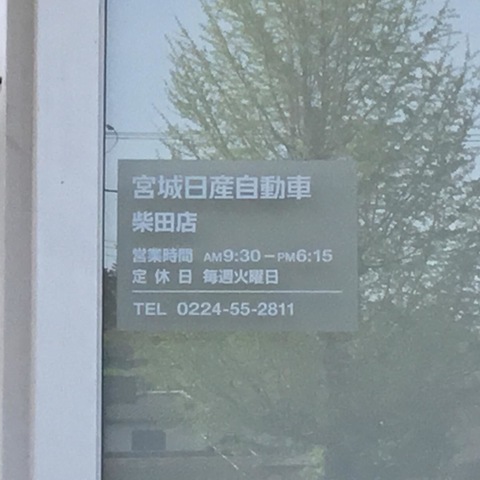 宮城日産自動車
柴田店
営業時間 AM9:30-PM6:15
定休日 毎週火曜日
TEL 0224-55-2811